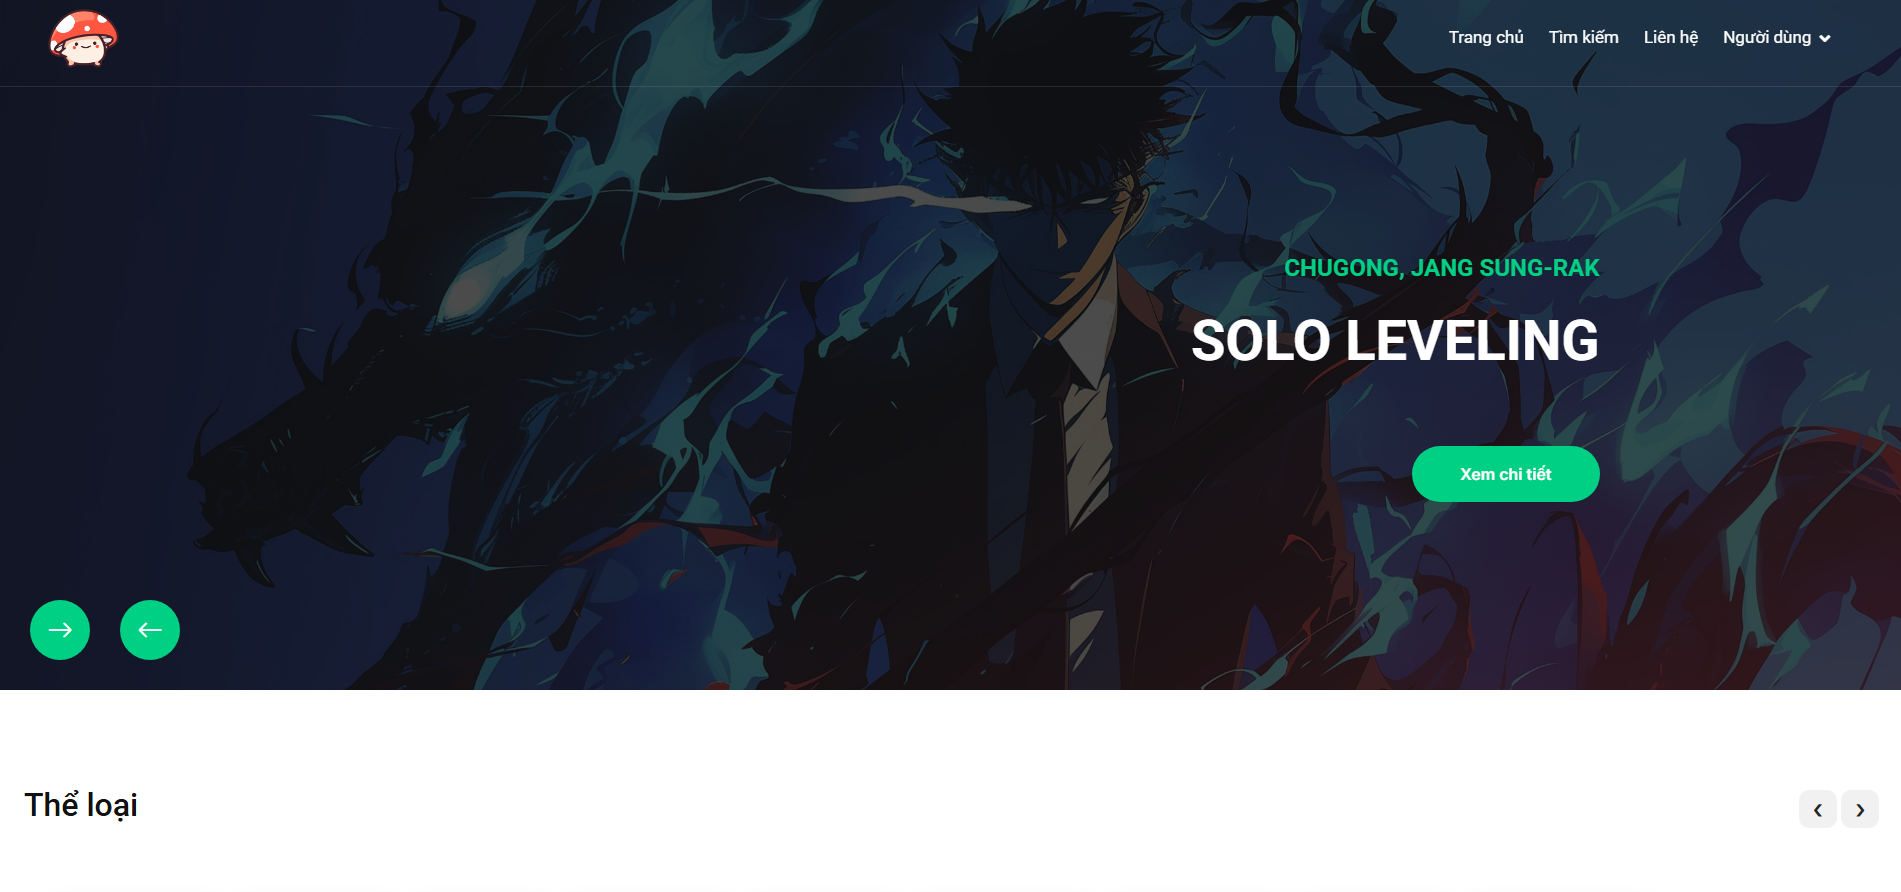 Trang chủ Tìm kiếm Liên hệ Người dùng
CHUGONG, JANG SUNG-RAK
SOLO LEVELING
Xem chi tiết
Thể loại